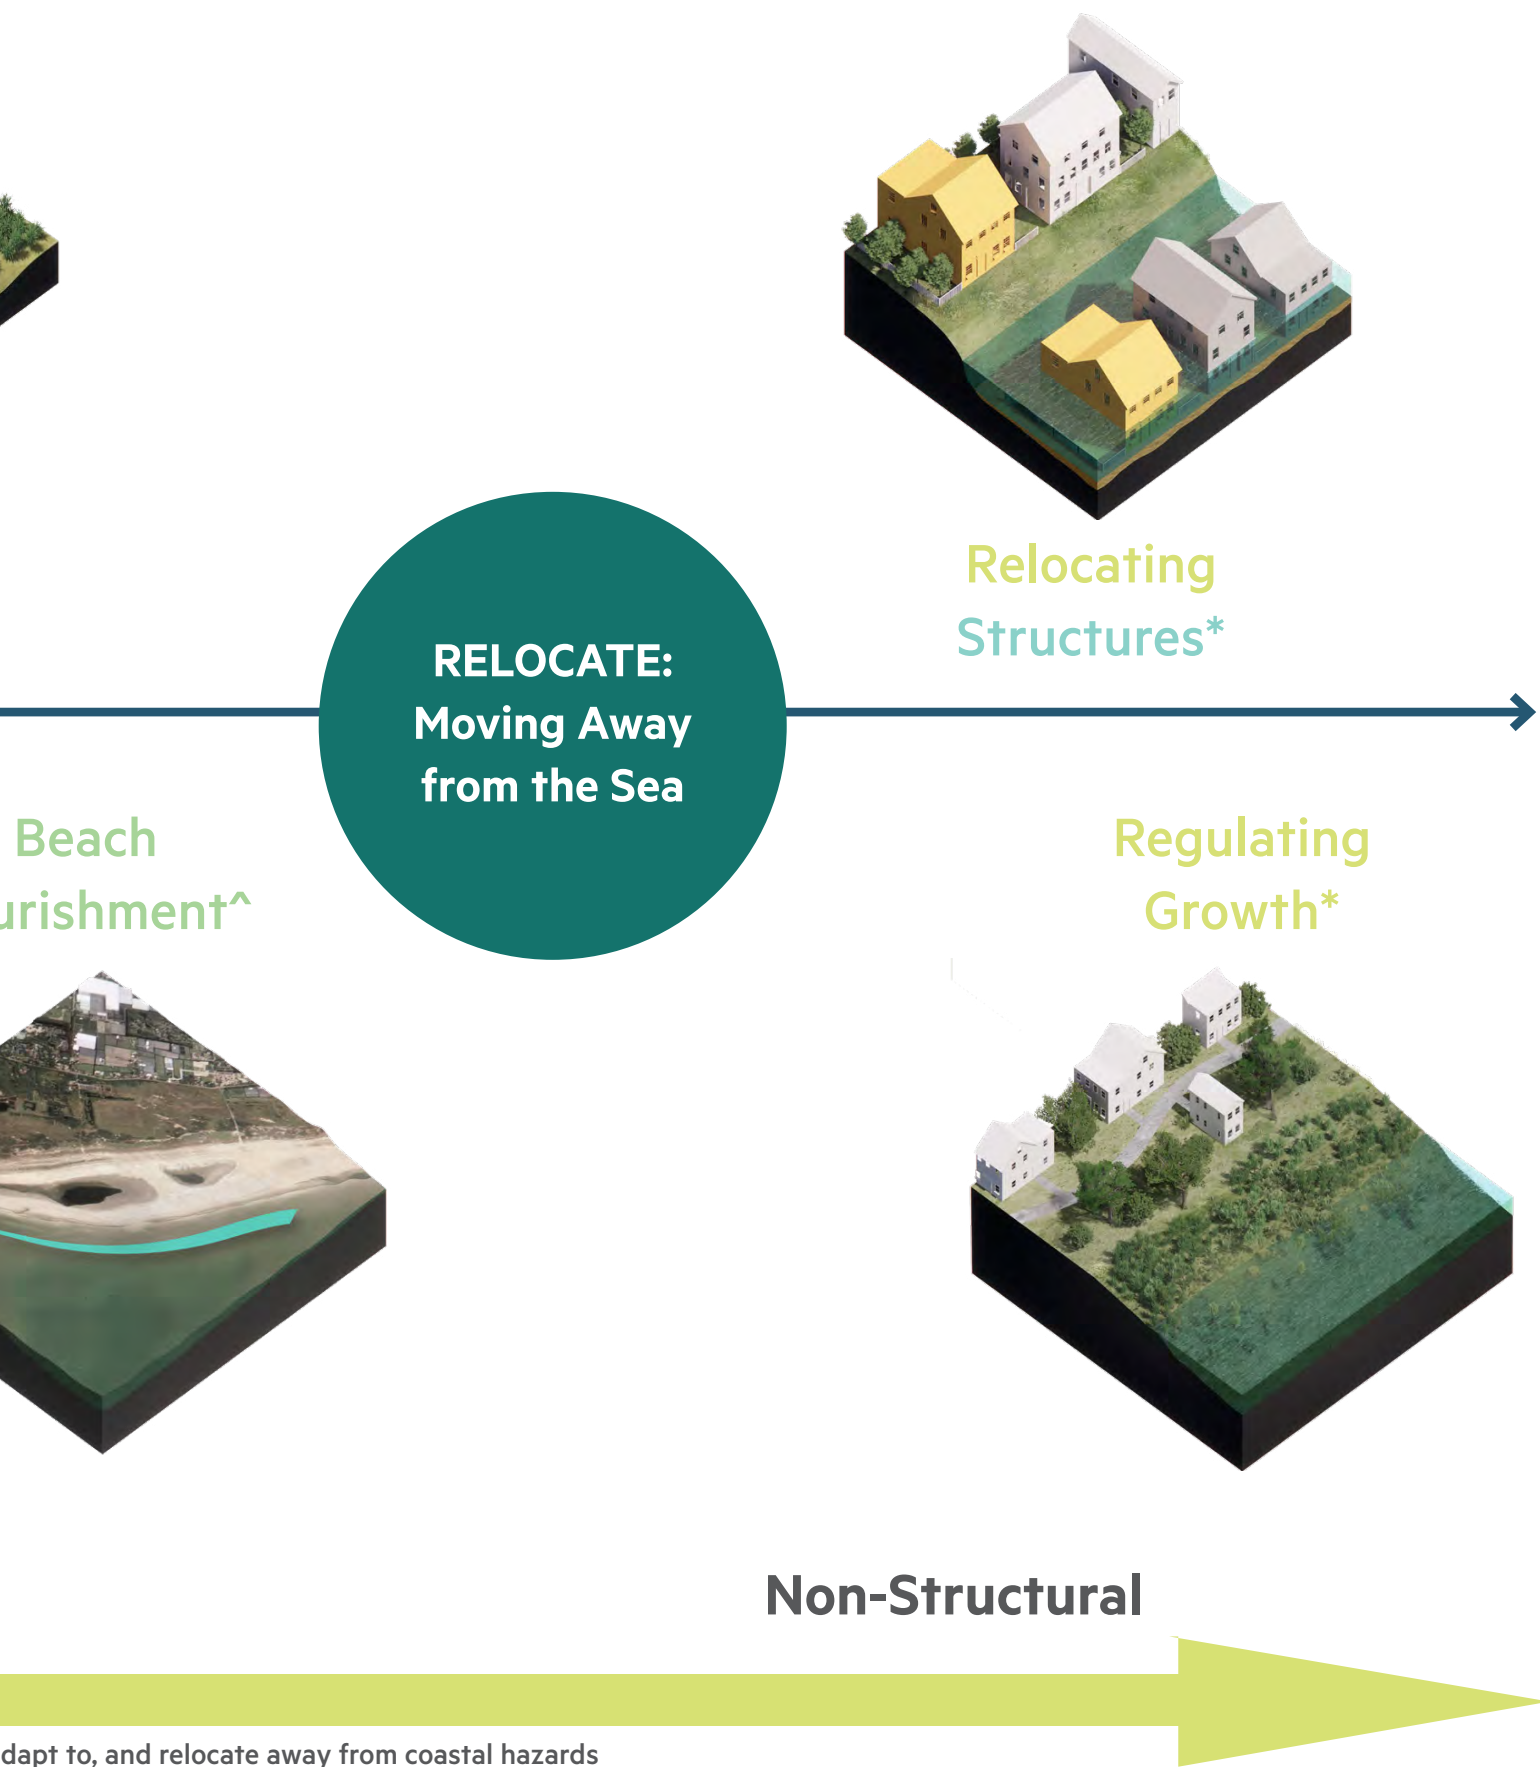 Relocating
Structures*
RELOCATE:
Moving Away
from the Sea
Beach
urishment^
Regulating
Growth*
Non-Structural
dapt to, and relocate away from coastal hazards